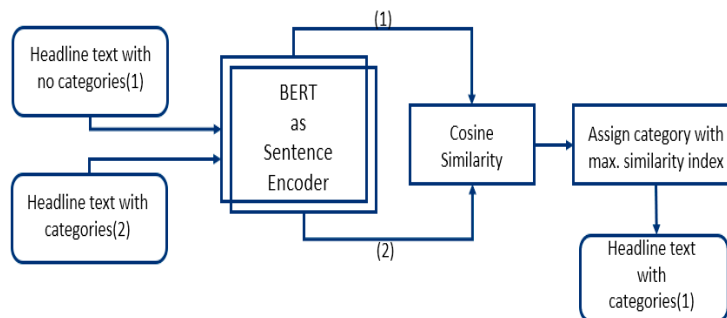 Headline text with
no categories(1)
Headline text with
categories(2)
BERT
as
Sentence
Encoder
(1)
(2)
Cosine
Similarity
Assign category with
max. similarity index
Headline text
with
categories(1)